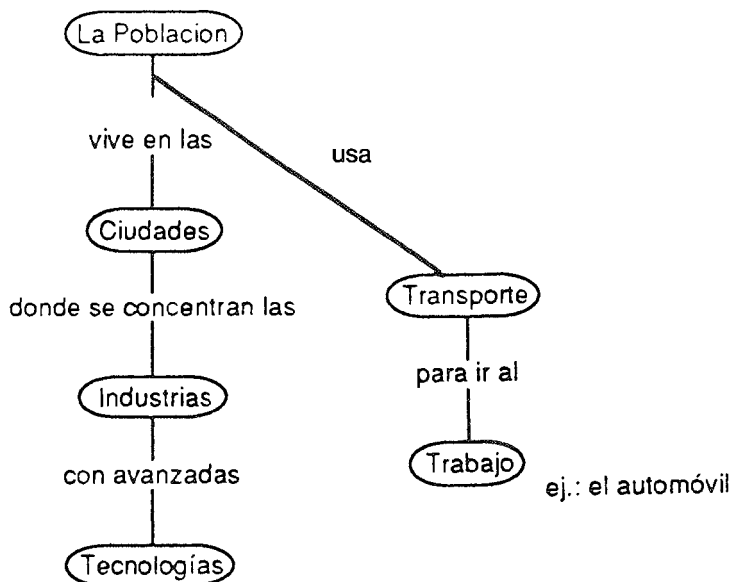 La Poblacion
vive en las
usa
Ciudades
Transporte
donde se concentran las
para ir al
Industrias
Trabajo
con avanzadas
ej.: el automóvil
Tecnologías